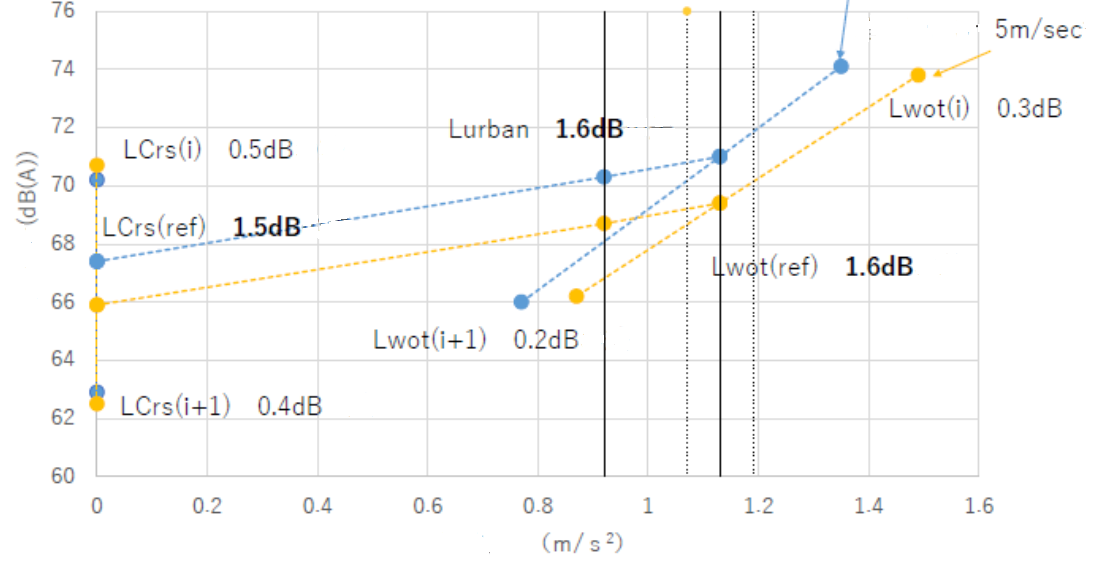 76
5m/sec
74
Lwot(i) 0.3dB
72
Lurban 1.6dB
LCrs(i) 0.5dB
70
(dB(A))
LCrs(ref) 1.5dB
68
Lwot(ref) 1.6dB
66
Lwot(i+1) 0.2dB
64
LCrs(i+1) 0.4dB
62
60
0 0.2 0.4 0.6 0.8 1 1.2 1.4 1.6
(m/s²)